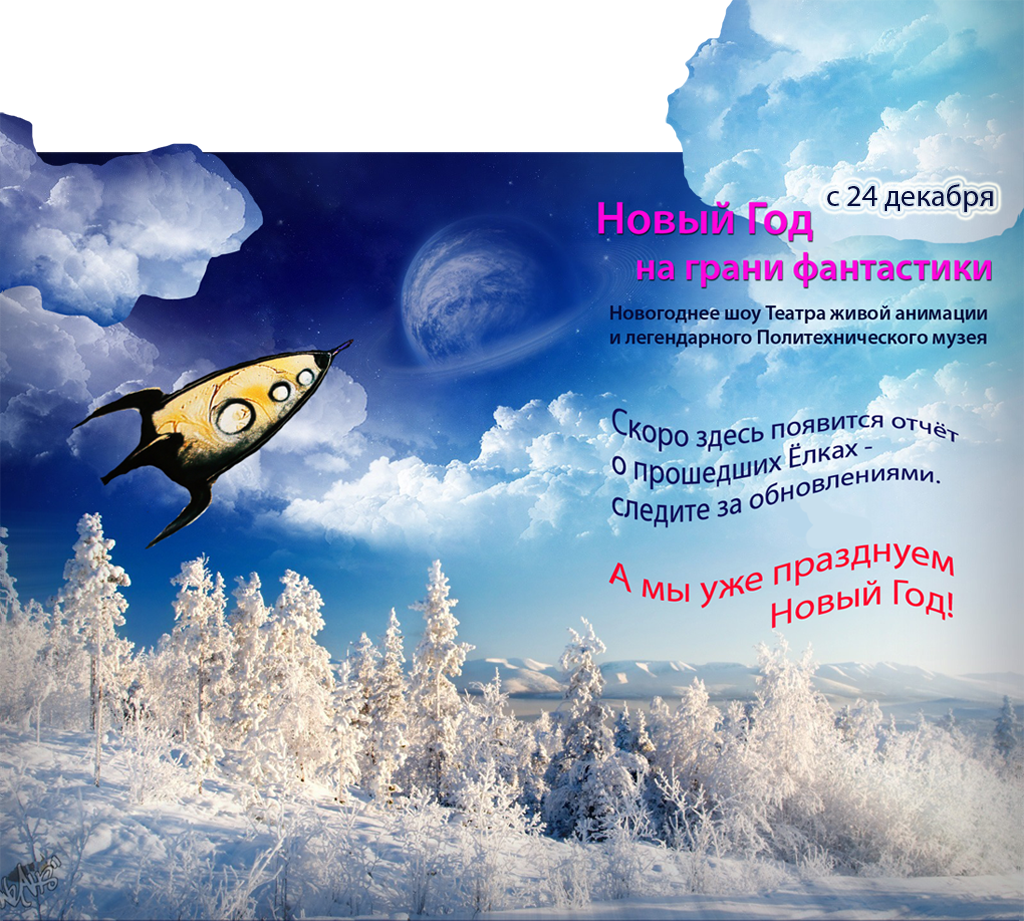 с 24 декабря
Новый Год
на грани фантастики
Новогоднее шоу Театра живой анимации
и легендарного Политехнического музея
Скоро здесь появится отчёт
о прошедших Ёлках -
следите за обновлениями.
А мы уже празднуем
Новый Год!